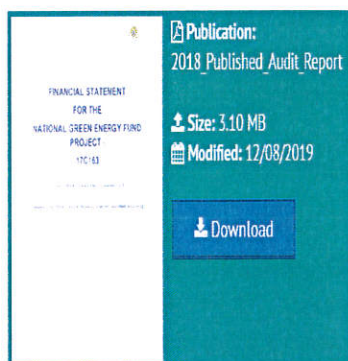 FINANCIAL STATEMENT
FOR THE
NATIONAL GREEN ENERGY FUND
PROJECT
Publication:
2018_Published_Audit_Report
Size: 3.10 MB
Modified: 12/08/2019
Download